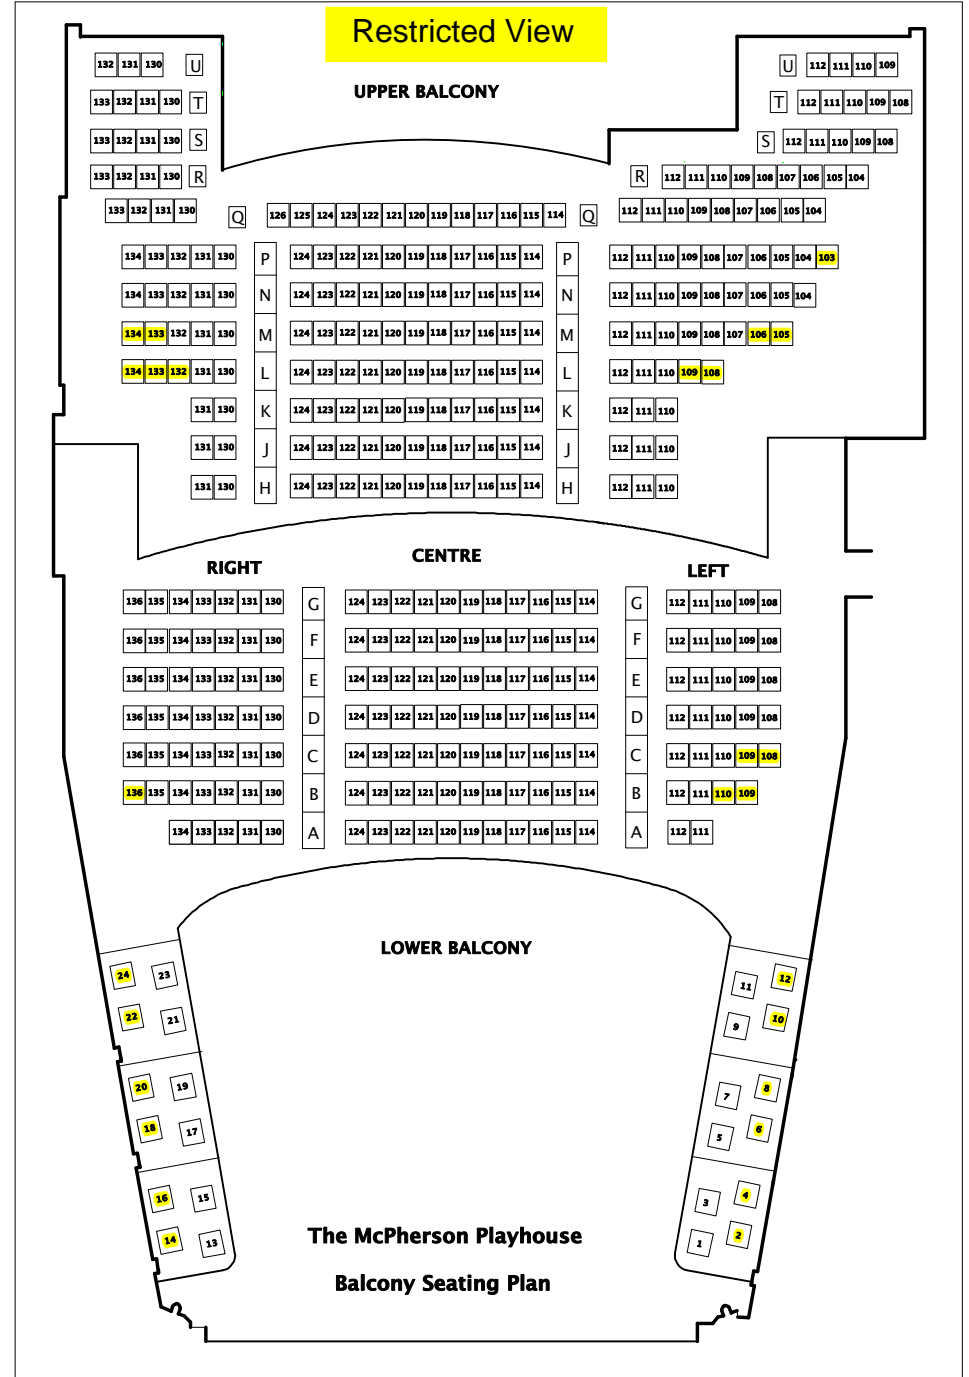 Restricted View
UPPER BALCONY
132 131 130 U U 112 111 110 109
133 132 131 130 T T 112 111 110 109 108
133 132 131 130 S S 112 111 110 109 108
133 132 131 130 R R 112 111 110 109 108 107 106 105 104
133 132 131 130 Q 126 125 124 123 122 121 120 119 118 117 116 115 114 Q 112 111 110 109 108 107 106 105 104
134 133 132 131 130 P 124 123 122 121 120 119 118 117 116 115 114 P 112 111 110 109 108 107 106 105 104 103
134 133 132 131 130 N 124 123 122 121 120 119 118 117 116 115 114 N 112 111 110 109 108 107 106 105 104
134 133 132 131 130 M 124 123 122 121 120 119 118 117 116 115 114 M 112 111 110 109 108 107 106 105
134 133 132 131 130 L 124 123 122 121 120 119 118 117 116 115 114 L 112 111 110 109 108
131 130 K 124 123 122 121 120 119 118 117 116 115 114 K 112 111 110
131 130 J 124 123 122 121 120 119 118 117 116 115 114 J 112 111 110
131 130 H 124 123 122 121 120 119 118 117 116 115 114 H 112 111 110
RIGHT CENTRE LEFT
136 135 134 133 132 131 130 G 124 123 122 121 120 119 118 117 116 115 114 G 112 111 110 109 108
136 135 134 133 132 131 130 F 124 123 122 121 120 119 118 117 116 115 114 F 112 111 110 109 108
136 135 134 133 132 131 130 E 124 123 122 121 120 119 118 117 116 115 114 E 112 111 110 109 108
136 135 134 133 132 131 130 D 124 123 122 121 120 119 118 117 116 115 114 D 112 111 110 109 108
136 135 134 133 132 131 130 C 124 123 122 121 120 119 118 117 116 115 114 C 112 111 110 109 108
136 135 134 133 132 131 130 B 124 123 122 121 120 119 118 117 116 115 114 B 112 111 110 109
134 133 132 131 130 A 124 123 122 121 120 119 118 117 116 115 114 A 112 111
LOWER BALCONY
24 23 11 12
22 21 9 10
20 19 7 8
18 17 5 6
16 15 3 4
14 13 1 2
The McPherson Playhouse
Balcony Seating Plan